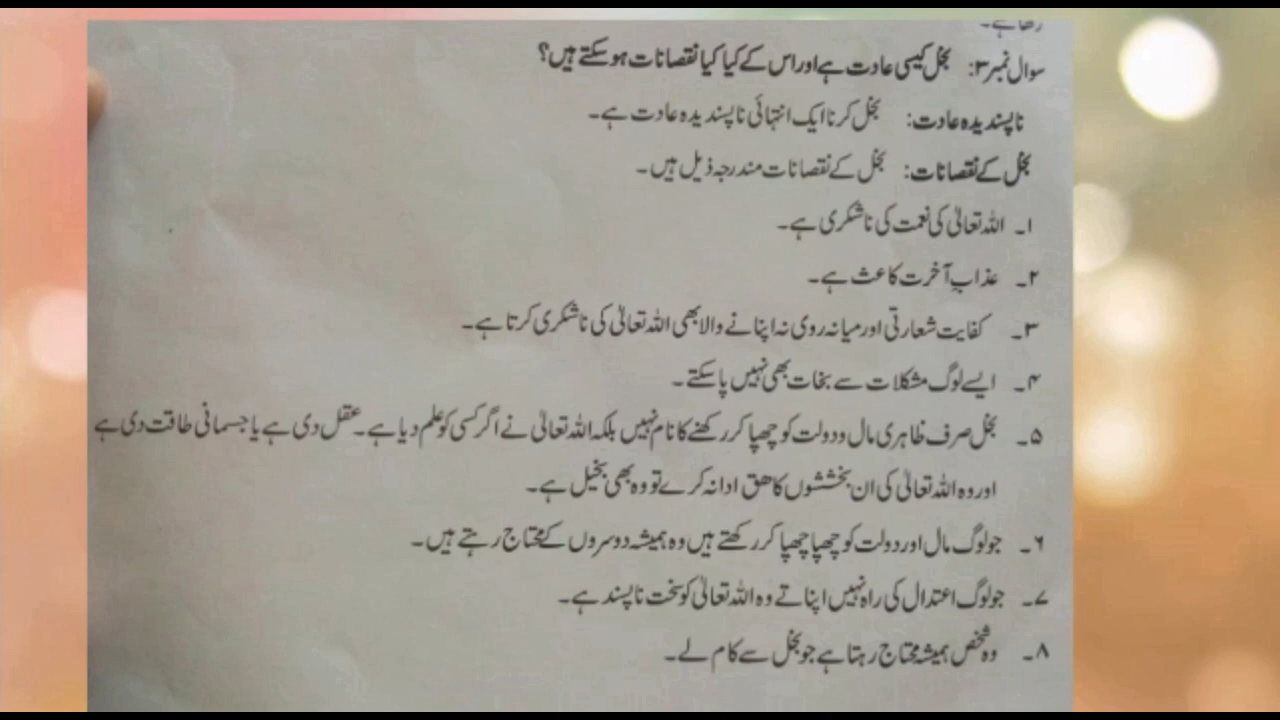 رکھا ہے۔
سوال نمبر ۳: بخل کیسی عادت ہے اور اس کے کیا کیا نقصانات ہو سکتے ہیں؟
ناپسندیدہ عادت: بخل کرنا ایک انتہائی ناپسندیدہ عادت ہے۔
بخل کے نقصانات: بخل کے نقصانات مندرجہ ذیل ہیں۔
۱۔ اللہ تعالیٰ کی نعمت کی ناشکری ہے۔
۲۔ عذابِ آخرت کا عث ہے۔
۳۔ کفایت شعارتی اور میانہ روی نہ اپنانے والا بھی اللہ تعالیٰ کی ناشکری کرتا ہے۔
۴۔ ایسے لوگ مشکلات سے بخات بھی نہیں پا سکتے۔
۵۔ بخل صرف ظاہری مال و دولت کو چھپا کر رکھنے کا نام نہیں بلکہ اللہ تعالیٰ نے اگر کسی کو علم دیا ہے۔ عقل دی ہے یا جسمانی طاقت دی ہے
اور وہ اللہ تعالیٰ کی ان بخششوں کا حق ادا نہ کرے تو وہ بھی بخیل ہے۔
۶۔ جو لوگ مال اور دولت کو چھپا چھپا کر رکھتے ہیں وہ ہمیشہ دوسروں کے محتاج رہتے ہیں۔
۷۔ جو لوگ اعتدال کی راہ نہیں اپناتے وہ اللہ تعالیٰ کو سخت ناپسند ہے۔
۸۔ وہ شخص ہمیشہ محتاج رہتا ہے جو بخل سے کام لے۔